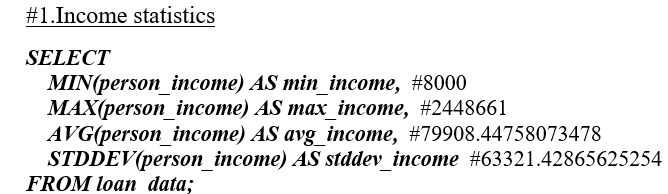 #1.Income statistics
SELECT
MIN(person_income) AS min_income, #8000
MAX(person_income) AS max_income, #2448661
AVG(person_income) AS avg_income, #79908.44758073478
STDDEV(person_income) AS stddev_income #63321.42865625254
FROM loan_data;